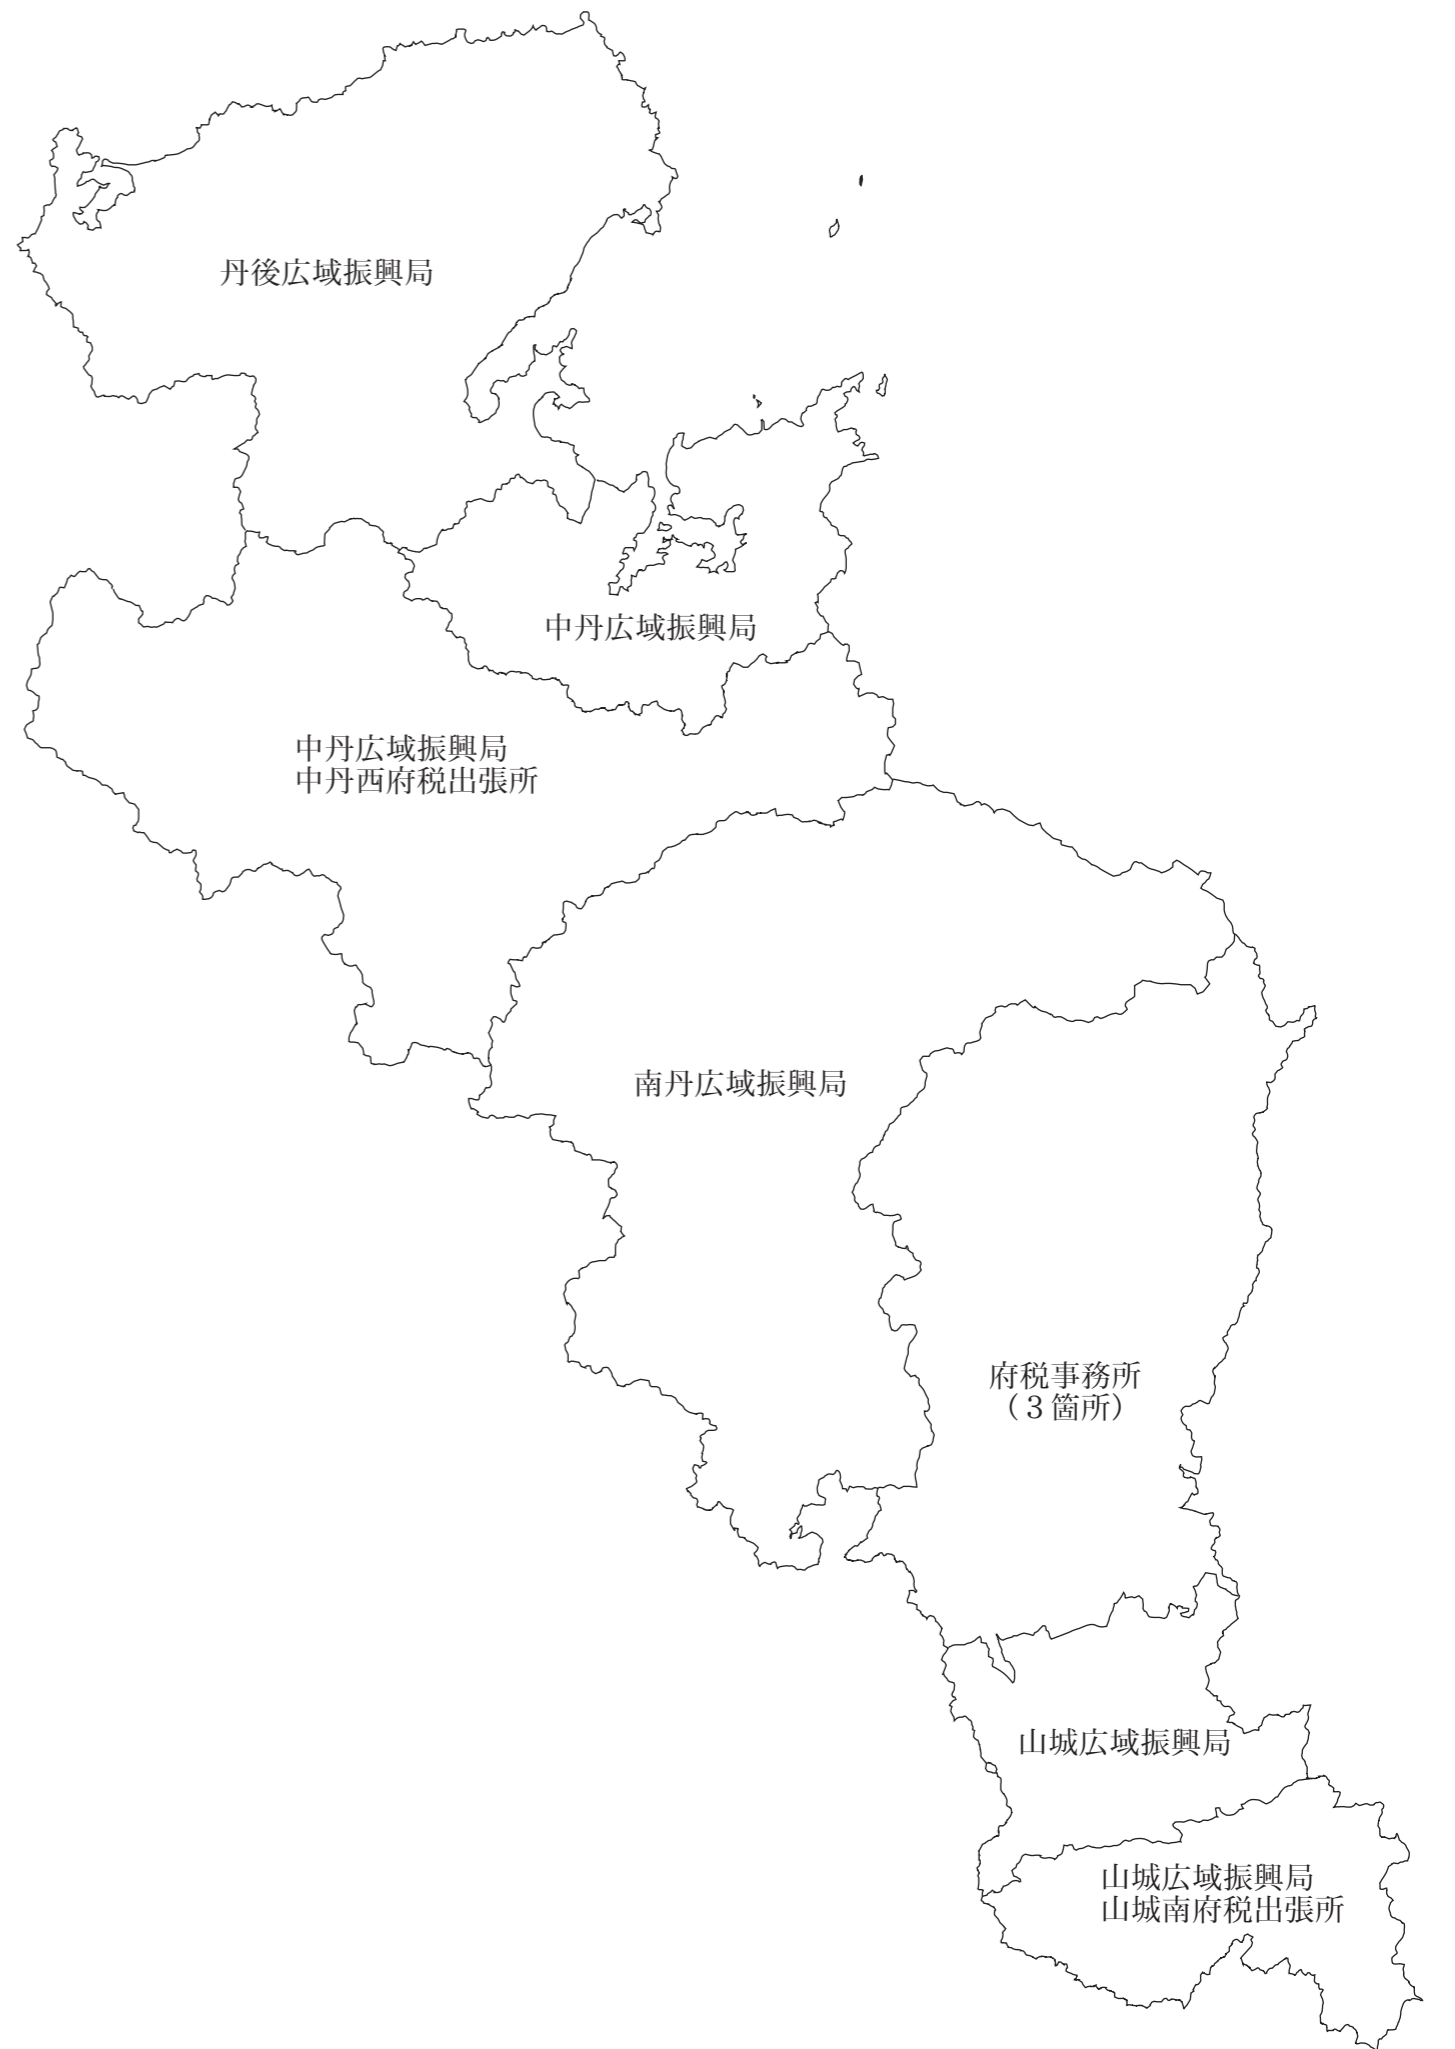 丹後広域振興局
中丹広域振興局
中丹広域振興局
中丹西府税出張所
南丹広域振興局
府税事務所
（３箇所）
山城広域振興局
山城広域振興局
山城南府税出張所